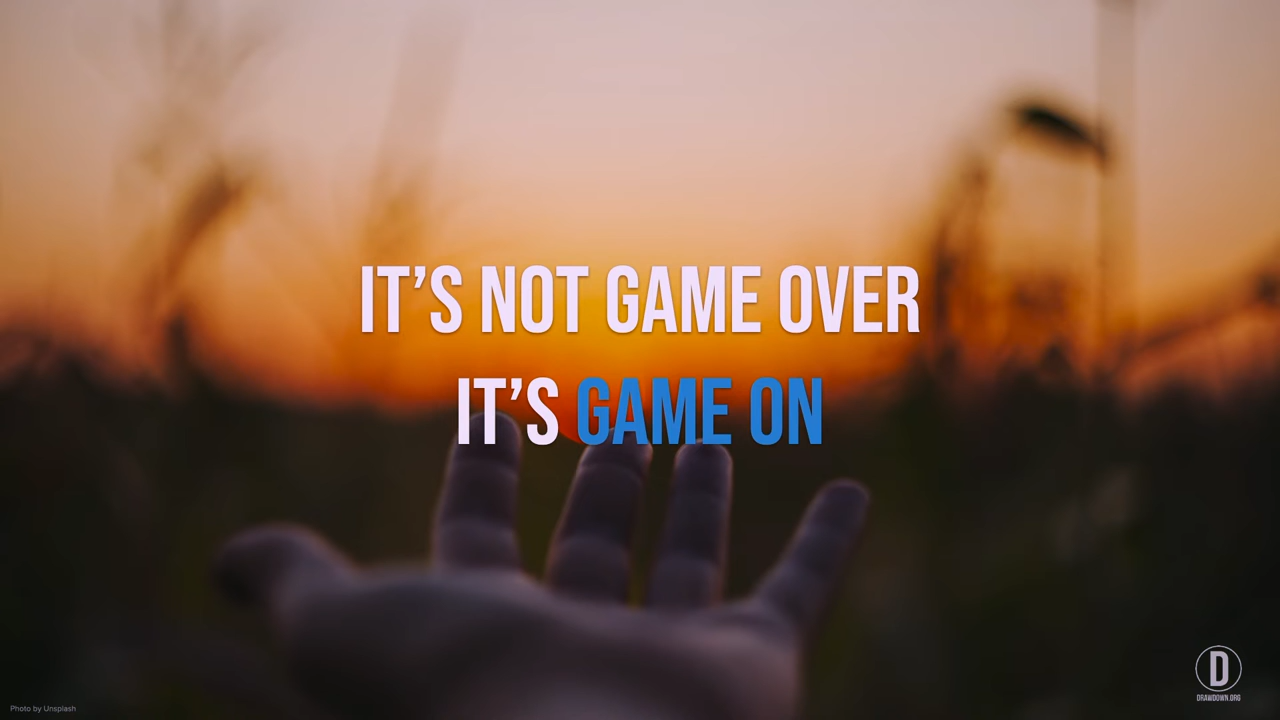 IT'S NOT GAME OVER
IT'S GAME ON
D
DRAWDOWN.ORG
Photo by Unsplash